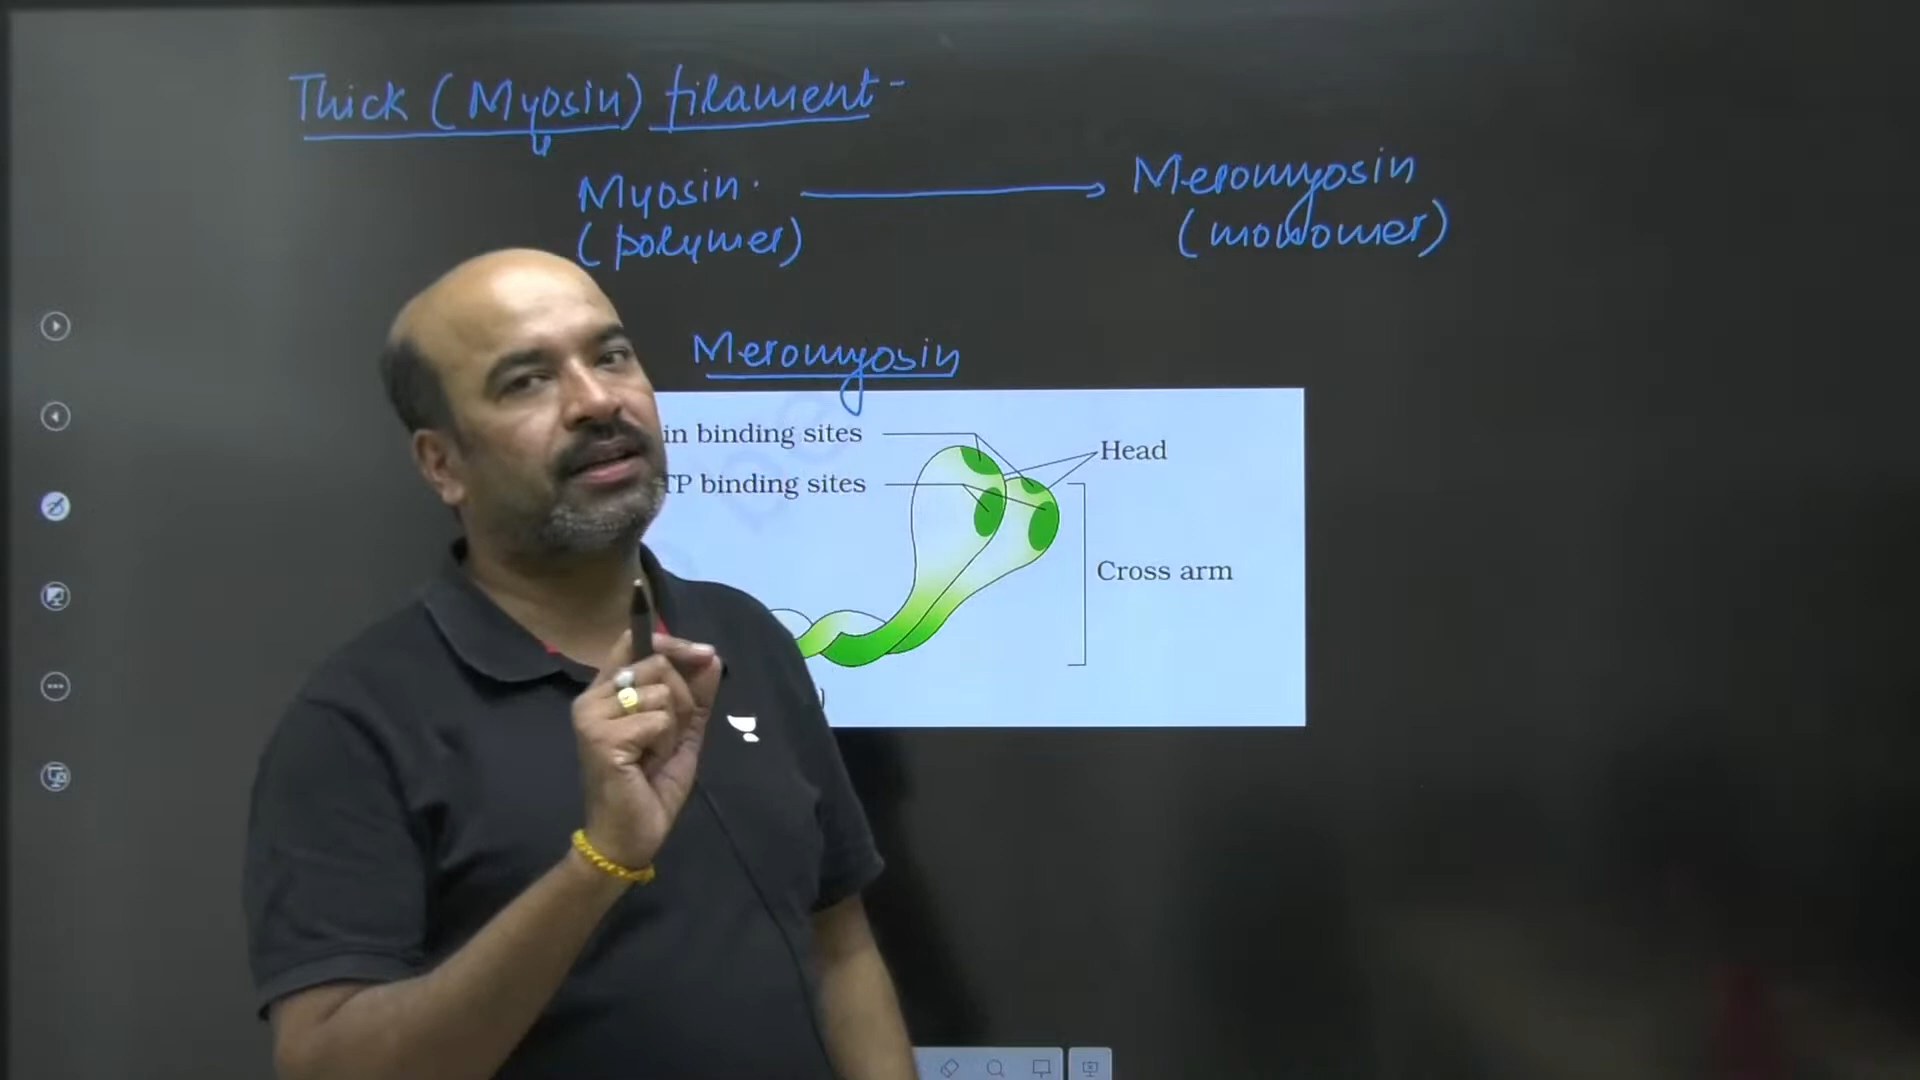 Thick (Myosin) filament-
Myosin. → Meromyosin
(polymer) (monomer)
Meromyosin
in binding sites
Head
TP binding sites
Cross arm